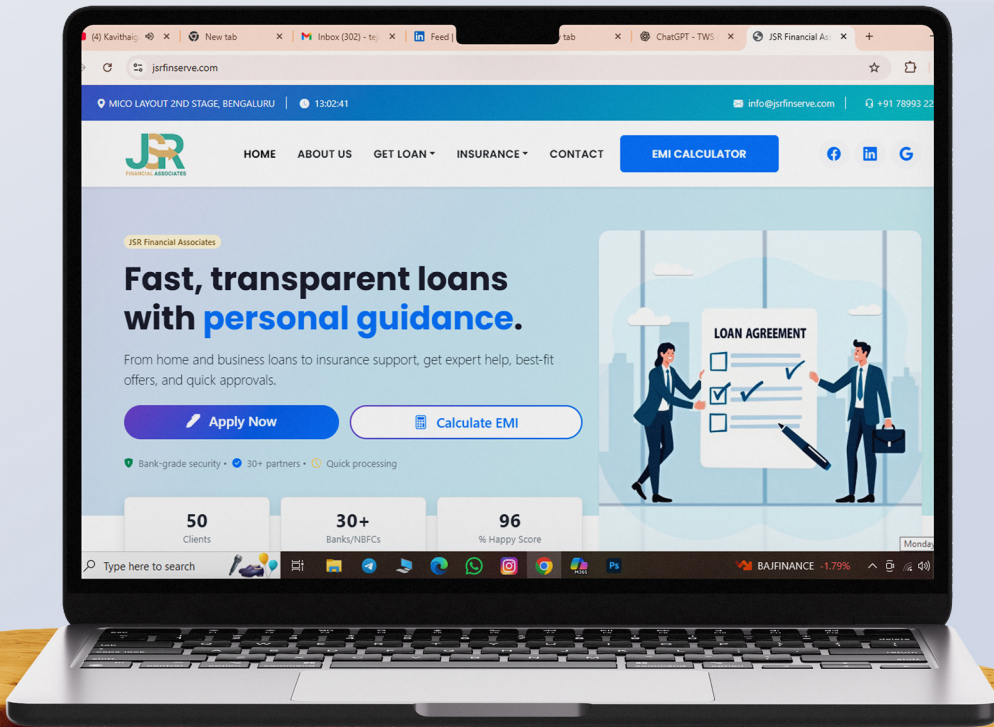 (4) Kavithaig
New tab
Inbox (302) - te
Feed |
tab
ChatGPT - TWS
JSR Financial As
jsrfinserve.com
MICO LAYOUT 2ND STAGE, BENGALURU
13:02:41
info@jsrfinserve.com
+91 78993 22
JSR
FINANCIAL ASSOCIATES
HOME
ABOUT US
GET LOAN
INSURANCE
CONTACT
EMI CALCULATOR
JSR Financial Associates
Fast, transparent loans
with personal guidance.
From home and business loans to insurance support, get expert help, best-fit
offers, and quick approvals.
Apply Now
Calculate EMI
Bank-grade security • 30+ partners • Quick processing
LOAN AGREEMENT
50
Clients
30+
Banks/NBFCs
96
% Happy Score
Monday
Type here to search
Ps
BAJFINANCE -1.79%
delete
return